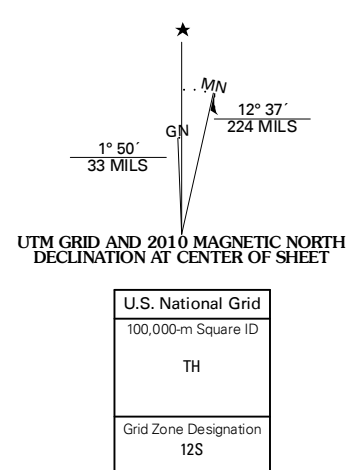 ★
MN
12° 37´
224 MILS
GN
1° 50´
33 MILS
UTM GRID AND 2010 MAGNETIC NORTH
DECLINATION AT CENTER OF SHEET
U.S. National Grid
100,000-m Square ID
TH
Grid Zone Designation
12S